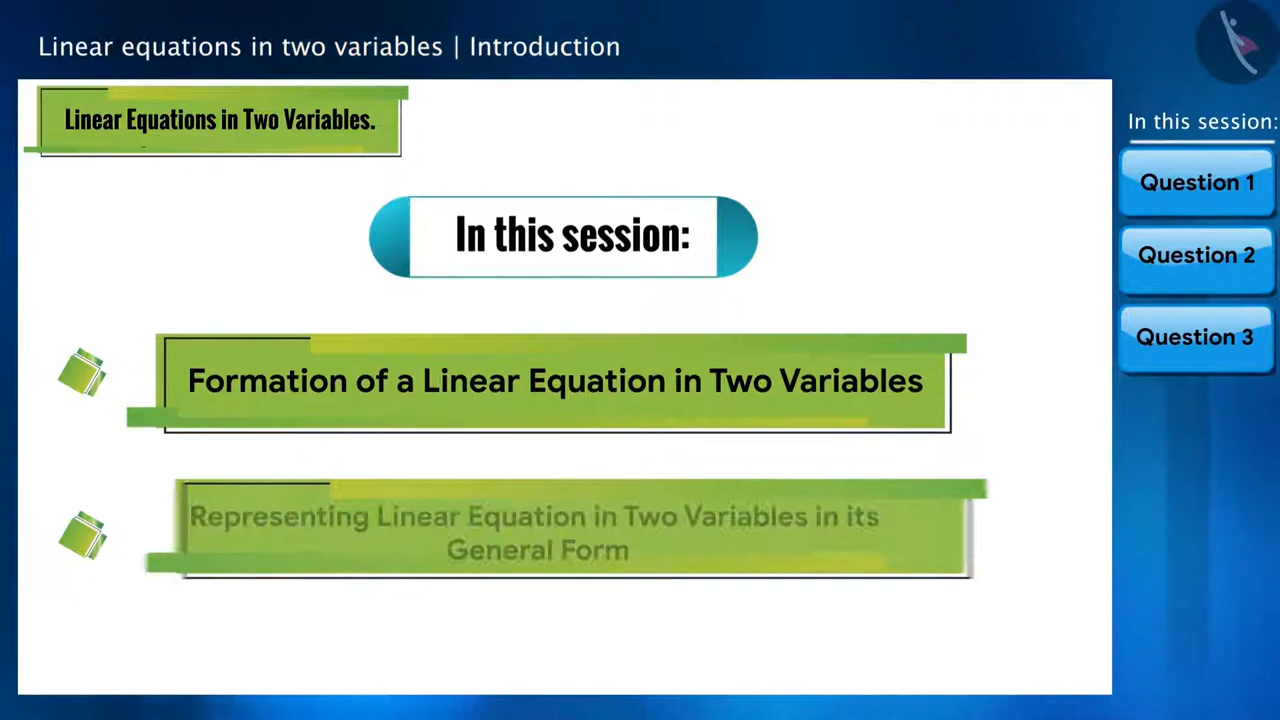 Linear equations in two variables | Introduction
Linear Equations in Two Variables.
In this session:
Formation of a Linear Equation in Two Variables
Representing Linear Equation in Two Variables in its
General Form
In this session:
Question 1
Question 2
Question 3